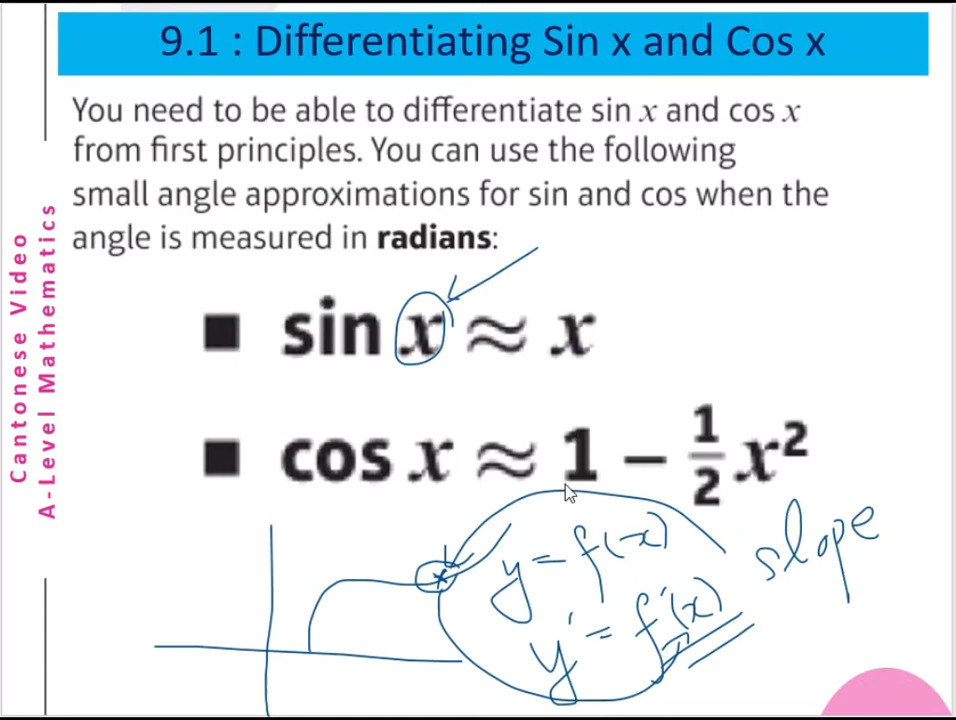 9.1 : Differentiating Sin x and Cos x
You need to be able to differentiate sin x and cos x
from first principles. You can use the following
small angle approximations for sin and cos when the
angle is measured in radians:
■ sin x ≈ x
■ cos x ≈ 1 − 1/2 x²
y = f(x)
slope
y' = f'(x)
Cantonese Video
A-Level Mathematics